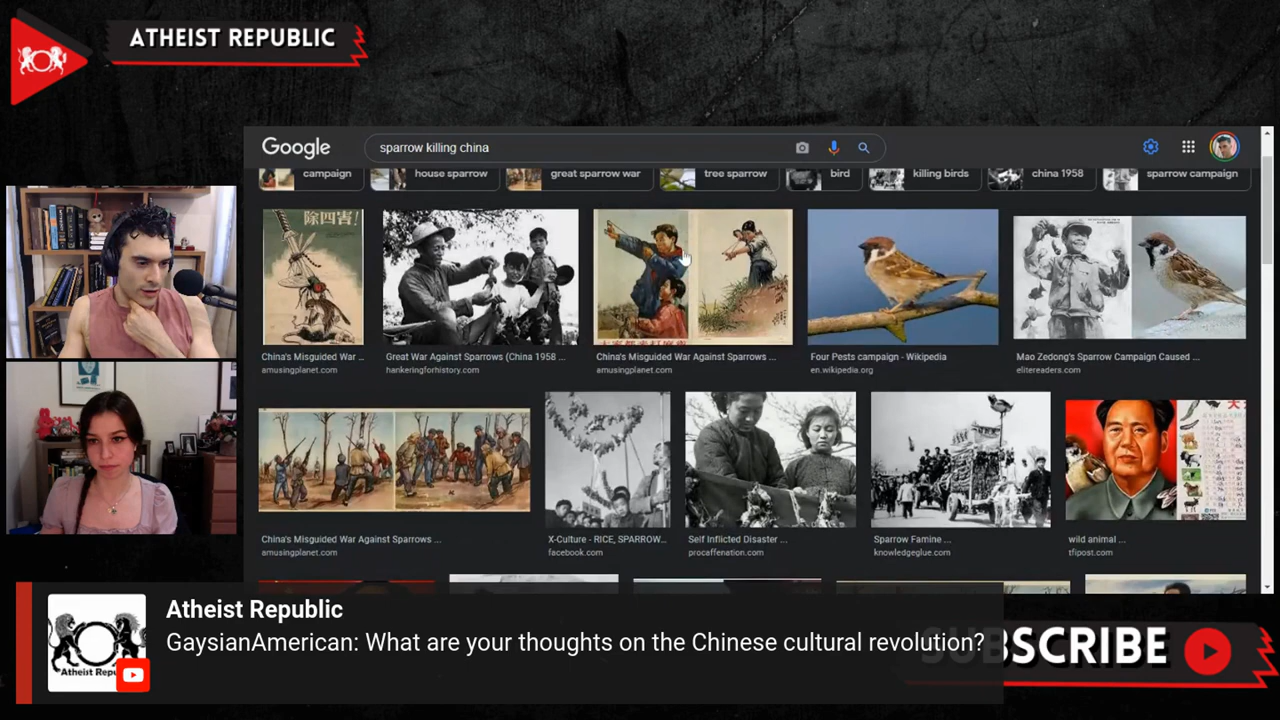 ATHEIST REPUBLIC
Google
sparrow killing china
campaign
house sparrow
great sparrow war
tree sparrow
bird
killing birds
china 1958
sparrow campaign
除四害!
China's Misguided War ...
amusingplanet.com
Great War Against Sparrows (China 1958 ...
hankeringforhistory.com
China's Misguided War Against Sparrows ...
amusingplanet.com
Four Pests campaign - Wikipedia
en.wikipedia.org
Mao Zedong's Sparrow Campaign Caused ...
elitereaders.com
China's Misguided War Against Sparrows ...
amusingplanet.com
X-Culture - RICE, SPARROW...
facebook.com
Self Inflicted Disaster ...
procaffenation.com
Sparrow Famine ...
knowledgeglue.com
wild animal ...
tfipost.com
Atheist Republic
GaysianAmerican: What are your thoughts on the Chinese cultural revolution?
SUBSCRIBE